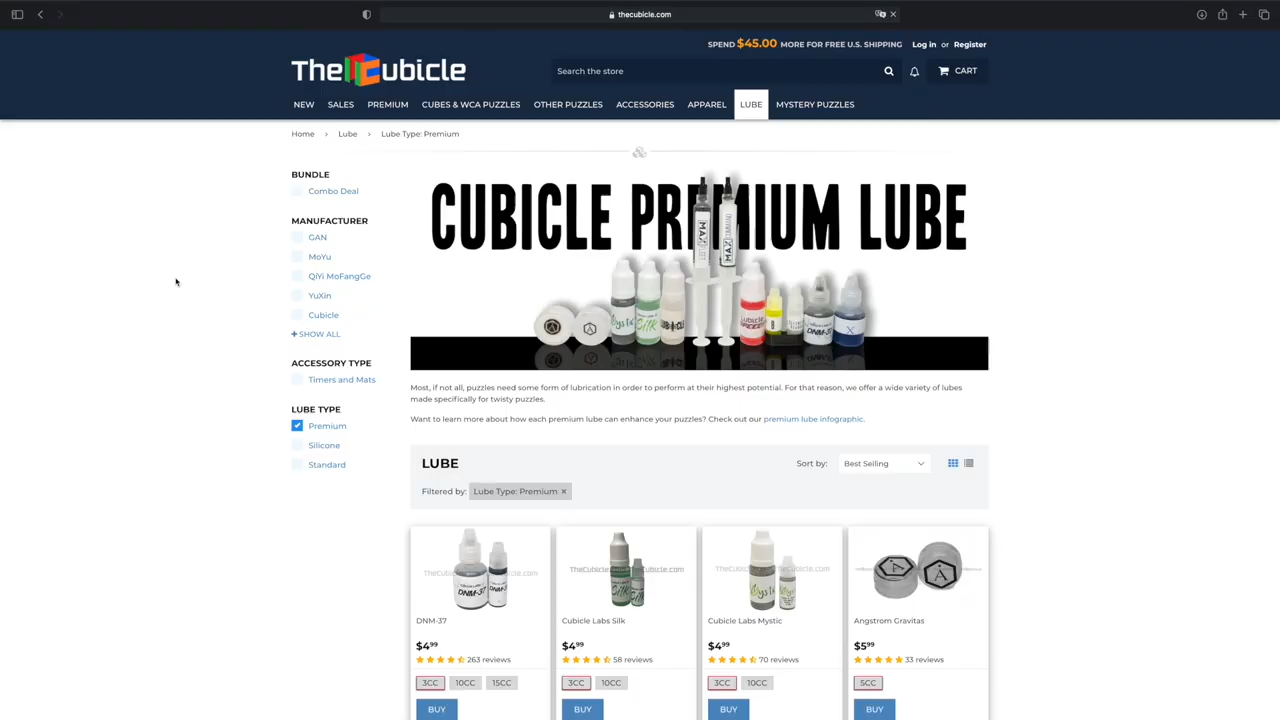 thecubicle.com
SPEND $45.00 MORE FOR FREE U.S. SHIPPING Log in or Register
TheCubicle
Search the store
CART
NEW SALES PREMIUM CUBES & WCA PUZZLES OTHER PUZZLES ACCESSORIES APPAREL LUBE MYSTERY PUZZLES
Home > Lube > Lube Type: Premium
BUNDLE
Combo Deal
MANUFACTURER
GAN
MoYu
QiYi MoFangGe
YuXin
Cubicle
+ SHOW ALL
ACCESSORY TYPE
Timers and Mats
LUBE TYPE
Premium
Silicone
Standard
CUBICLE PREMIUM LUBE
Most, if not all, puzzles need some form of lubrication in order to perform at their highest potential. For that reason, we offer a wide variety of lubes
made specifically for twisty puzzles.
Want to learn more about how each premium lube can enhance your puzzles? Check out our premium lube infographic.
LUBE
Sort by: Best Selling
Filtered by: Lube Type: Premium ×
DNM-37 Cubicle Labs Silk Cubicle Labs Mystic Angstrom Gravitas
$4.99 $4.99 $4.99 $5.99
263 reviews 58 reviews 70 reviews 33 reviews
3CC 10CC 15CC 3CC 10CC 3CC 10CC 5CC
BUY BUY BUY BUY